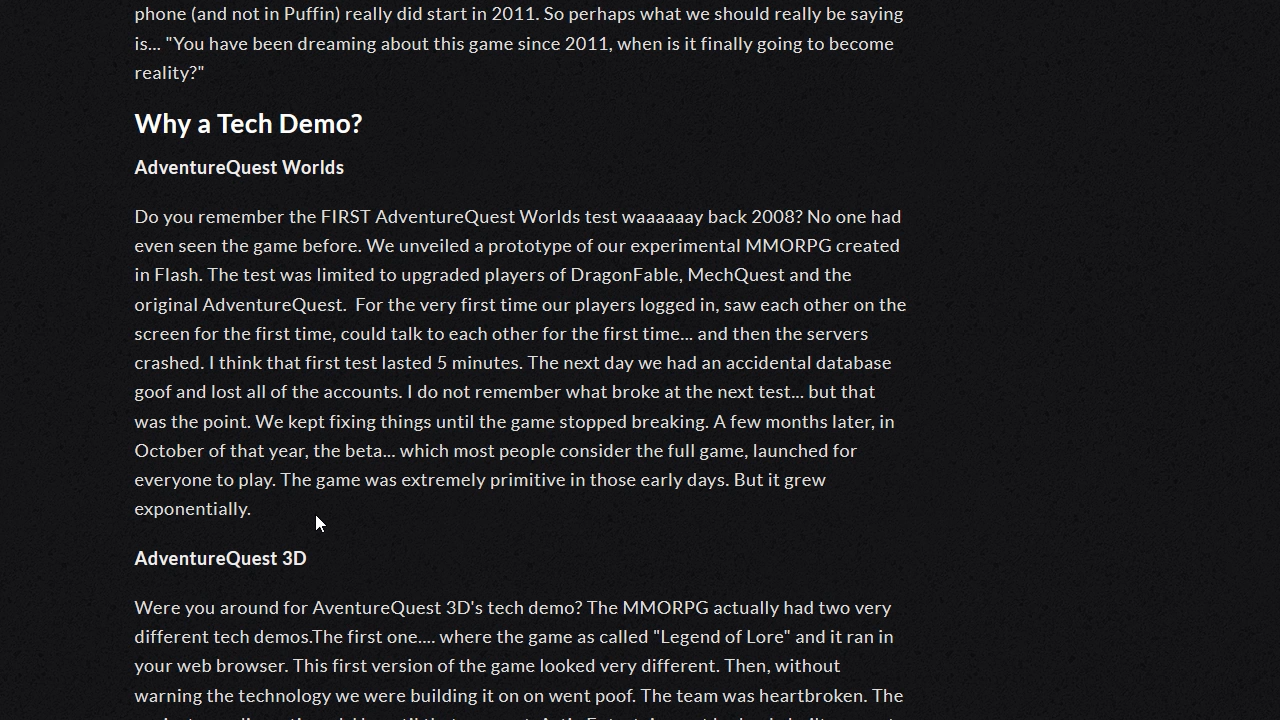 phone (and not in Puffin) really did start in 2011. So perhaps what we should really be saying
is... "You have been dreaming about this game since 2011, when is it finally going to become
reality?"
Why a Tech Demo?
AdventureQuest Worlds
Do you remember the FIRST AdventureQuest Worlds test waaaaaay back 2008? No one had
even seen the game before. We unveiled a prototype of our experimental MMORPG created
in Flash. The test was limited to upgraded players of DragonFable, MechQuest and the
original AdventureQuest.  For the very first time our players logged in, saw each other on the
screen for the first time, could talk to each other for the first time... and then the servers
crashed. I think that first test lasted 5 minutes. The next day we had an accidental database
goof and lost all of the accounts. I do not remember what broke at the next test... but that
was the point. We kept fixing things until the game stopped breaking. A few months later, in
October of that year, the beta... which most people consider the full game, launched for
everyone to play. The game was extremely primitive in those early days. But it grew
exponentially.
AdventureQuest 3D
Were you around for AventureQuest 3D's tech demo? The MMORPG actually had two very
different tech demos.The first one.... where the game as called "Legend of Lore" and it ran in
your web browser. This first version of the game looked very different. Then, without
warning the technology we were building it on on went poof. The team was heartbroken. The